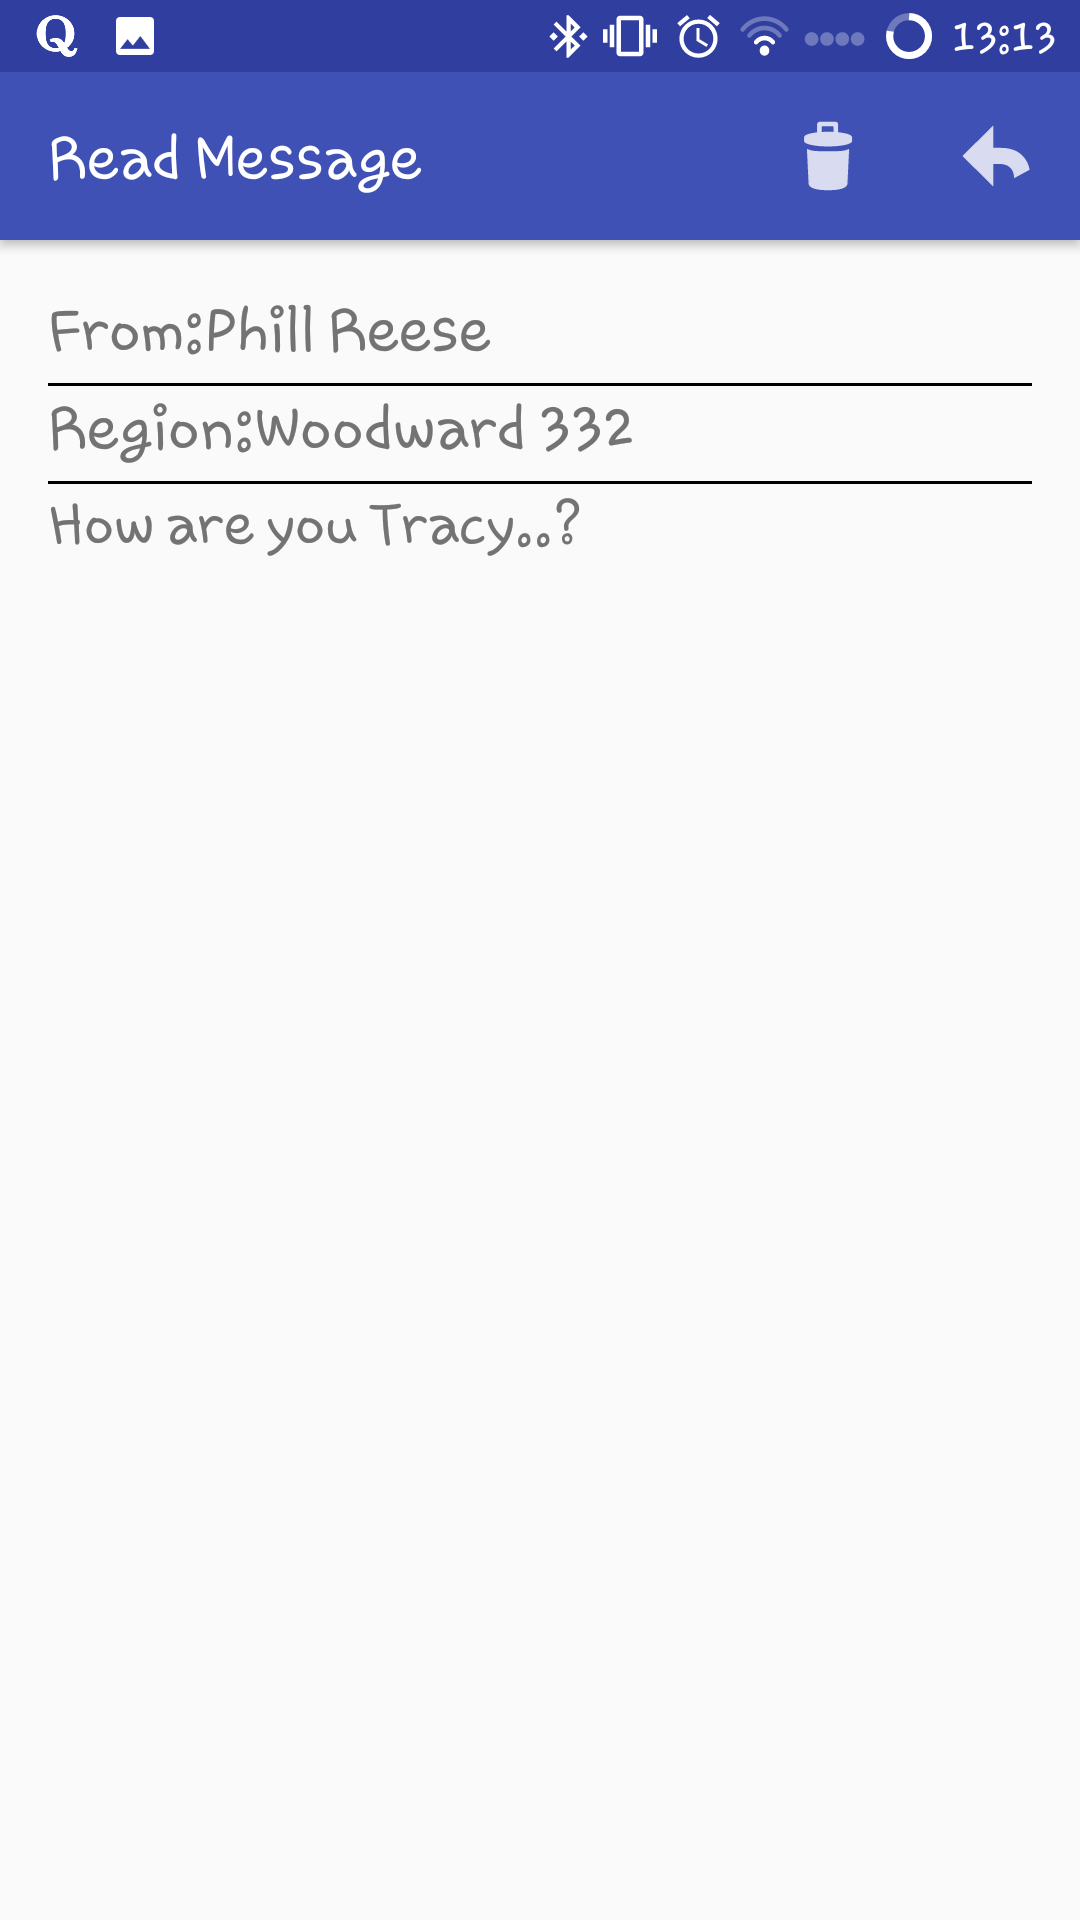 Q 13:13
Read Message
From:Phill Reese
Region:Woodward 332
How are you Tracy..?